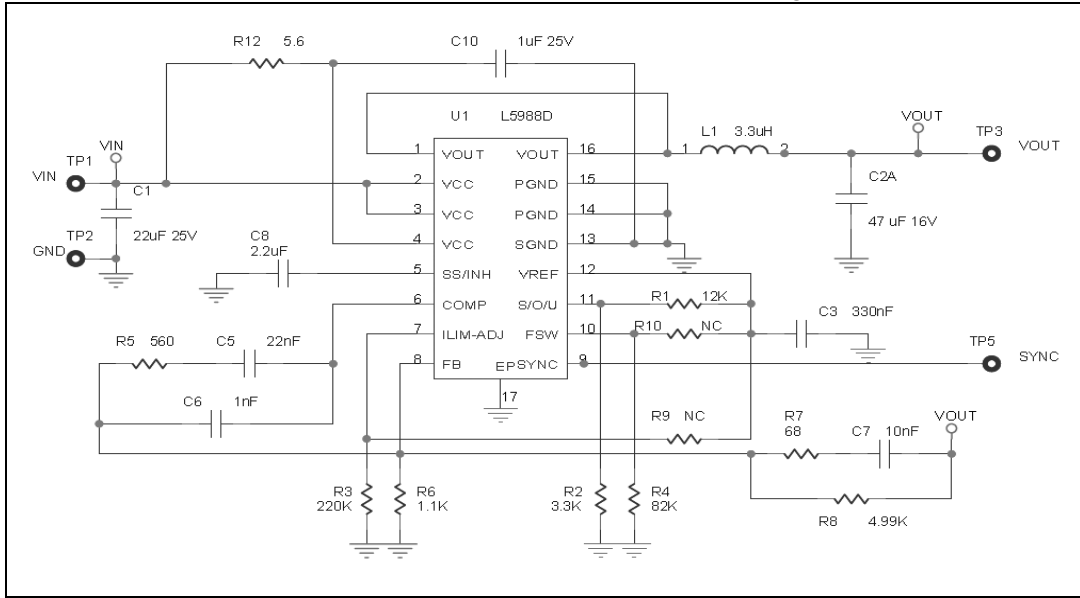 R12 5.6
C10 1uF 25V
U1 L5988D
VOUT
L1 3.3uH
TP3
VIN
TP1
1 VOUT VOUT 16
1 2
VOUT
VIN
2 VCC PGND 15
C1
C2A
3 VCC PGND 14
22uF 25V
47 uF 16V
TP2
C8
GND
2.2uF
4 VCC SGND 13
5 SS/INH VREF 12
6 COMP S/O/U 11
R1 12K
C3 330nF
7 ILIM-ADJ FSW 10
R10 NC
TP5
R5 560 C5 22nF
SYNC
8 FB EP SYNC 9
17
C6 1nF
R9 NC
R7
VOUT
68
C7 10nF
R3
220K
R6
1.1K
R2
3.3K
R4
82K
R8 4.99K